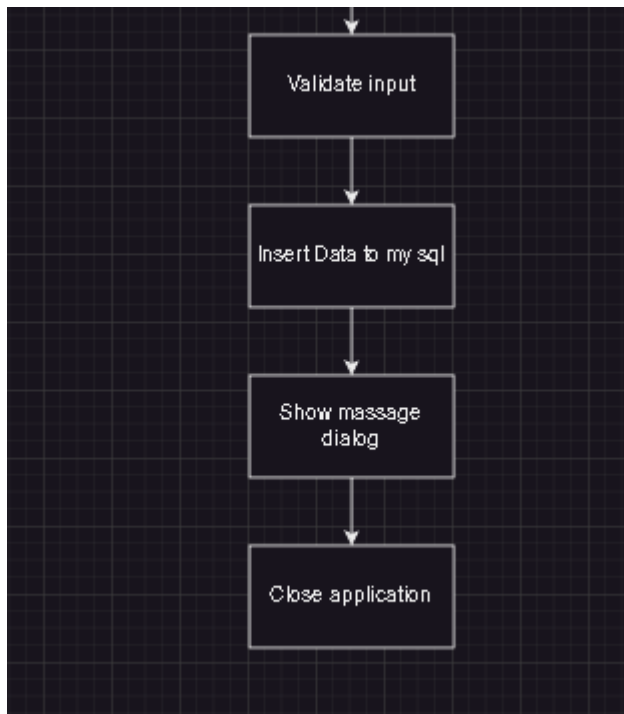 Validate input
Insert Data to my sql
Show massage
dialog
Close application